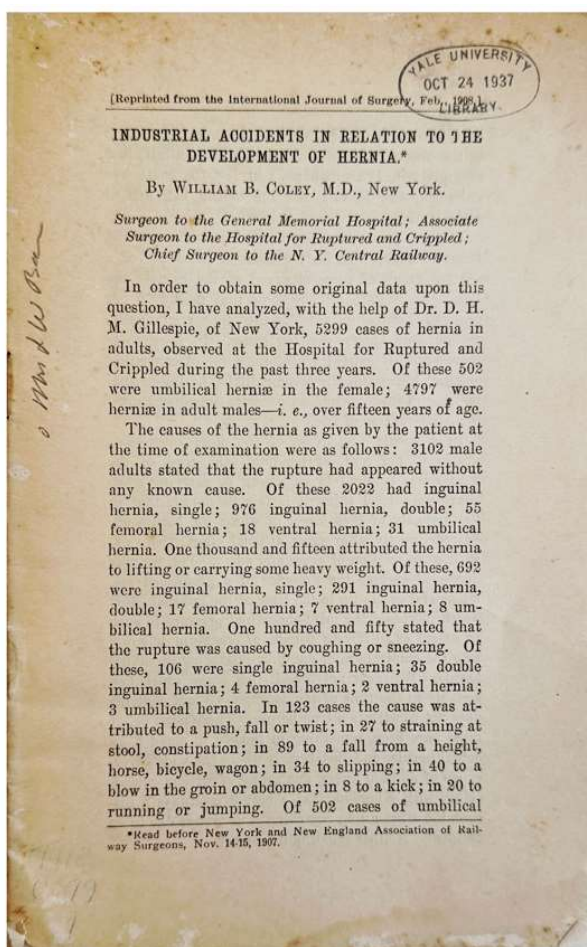 YALE UNIVERSITY
OCT 24 1937
LIBRARY
[Reprinted from the International Journal of Surgery, Feb., 1908.]
INDUSTRIAL ACCIDENTS IN RELATION TO THE
DEVELOPMENT OF HERNIA.*
By WILLIAM B. COLEY, M.D., New York.
Surgeon to the General Memorial Hospital; Associate
Surgeon to the Hospital for Ruptured and Crippled;
Chief Surgeon to the N. Y. Central Railway.
In order to obtain some original data upon this
question, I have analyzed, with the help of Dr. D. H.
M. Gillespie, of New York, 5299 cases of hernia in
adults, observed at the Hospital for Ruptured and
Crippled during the past three years. Of these 502
were umbilical herniæ in the female; 4797 were
herniæ in adult males—i. e., over fifteen years of age.
The causes of the hernia as given by the patient at
the time of examination were as follows: 3102 male
adults stated that the rupture had appeared without
any known cause. Of these 2022 had inguinal
hernia, single; 976 inguinal hernia, double; 55
femoral hernia; 18 ventral hernia; 31 umbilical
hernia. One thousand and fifteen attributed the hernia
to lifting or carrying some heavy weight. Of these, 692
were inguinal hernia, single; 291 inguinal hernia,
double; 17 femoral hernia; 7 ventral hernia; 8 um-
bilical hernia. One hundred and fifty stated that
the rupture was caused by coughing or sneezing. Of
these, 106 were single inguinal hernia; 35 double
inguinal hernia; 4 femoral hernia; 2 ventral hernia;
3 umbilical hernia. In 123 cases the cause was at-
tributed to a push, fall or twist; in 27 to straining at
stool, constipation; in 89 to a fall from a height,
horse, bicycle, wagon; in 34 to slipping; in 40 to a
blow in the groin or abdomen; in 8 to a kick; in 20 to
running or jumping. Of 502 cases of umbilical
*Read before New York and New England Association of Rail-
way Surgeons, Nov. 14-15, 1907.